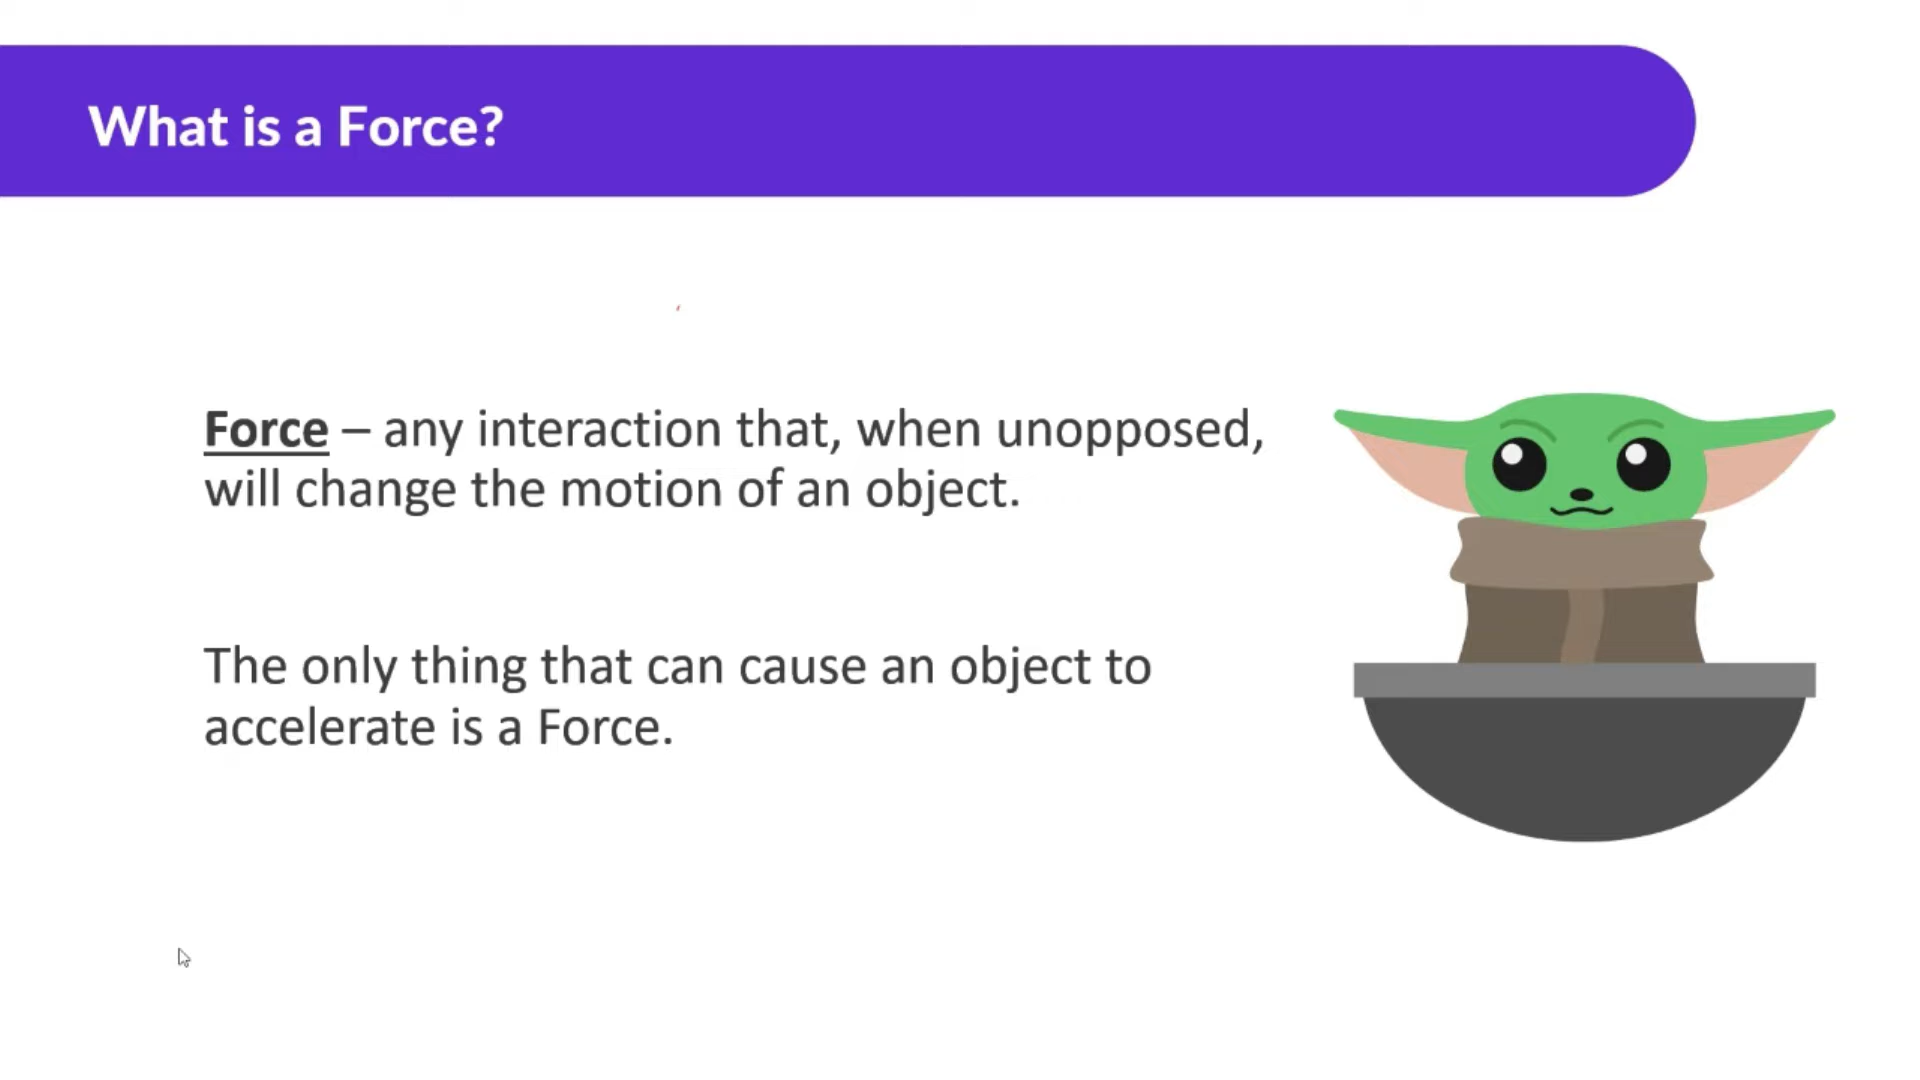 What is a Force?
Force – any interaction that, when unopposed,
will change the motion of an object.
The only thing that can cause an object to
accelerate is a Force.